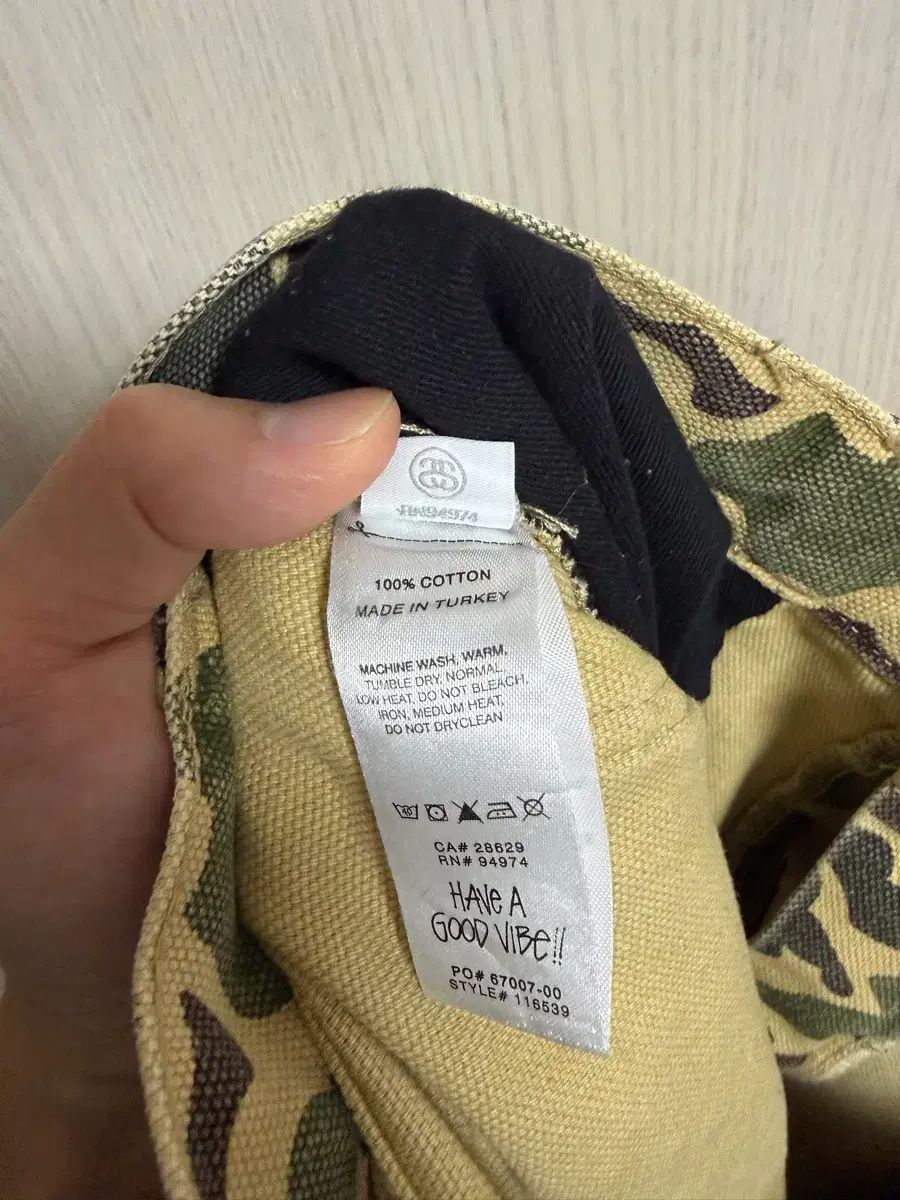 RN94974
100% COTTON
MADE IN TURKEY
MACHINE WASH, WARM,
TUMBLE DRY, NORMAL,
LOW HEAT, DO NOT BLEACH,
IRON, MEDIUM HEAT,
DO NOT DRYCLEAN
40
CA# 28629
RN# 94974
HAVE A
GOOD VIBE!!
PO# 67007-00
STYLE# 116539